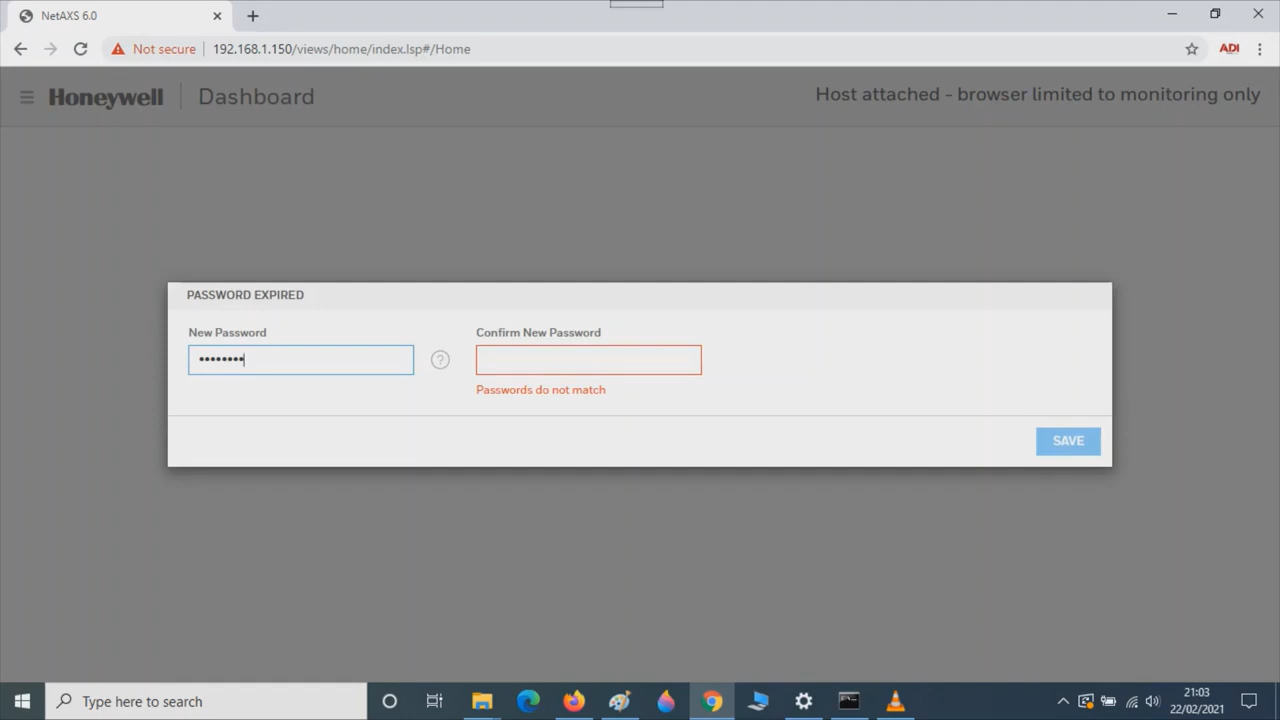 NetAXS 6.0
Not secure
192.168.1.150/views/home/index.lsp#/Home
ADI
Honeywell
Dashboard
Host attached - browser limited to monitoring only
PASSWORD EXPIRED
New Password
Confirm New Password
••••••••
?
Passwords do not match
SAVE
Type here to search
21:03
22/02/2021